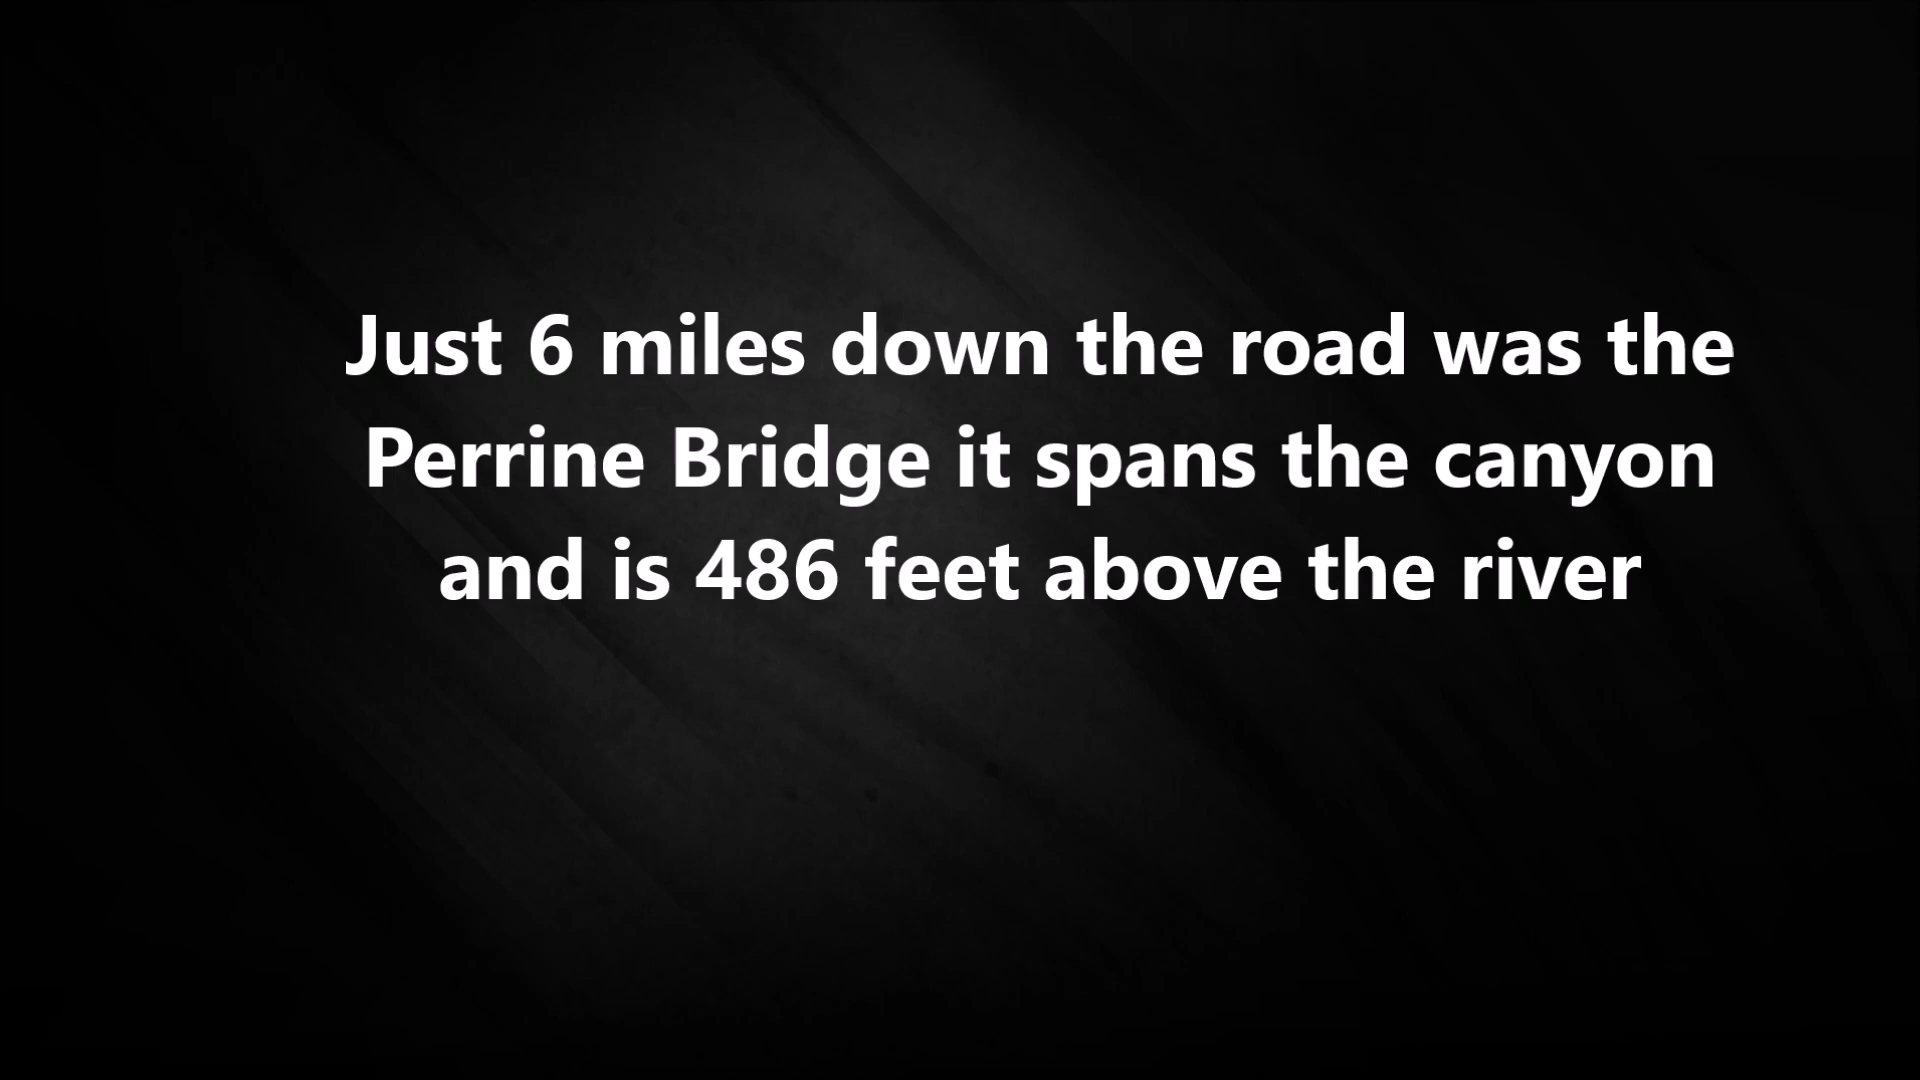 Just 6 miles down the road was the
Perrine Bridge it spans the canyon
and is 486 feet above the river